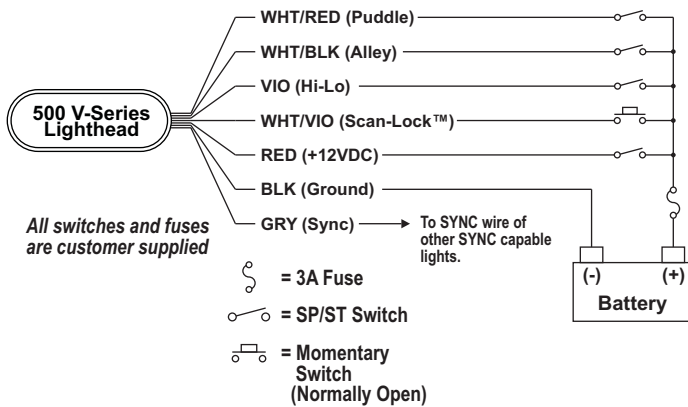 WHT/RED (Puddle)
WHT/BLK (Alley)
VIO (Hi-Lo)
WHT/VIO (Scan-Lock™)
RED (+12VDC)
BLK (Ground)
GRY (Sync)
500 V-Series
Lighthead
All switches and fuses
are customer supplied
To SYNC wire of
other SYNC capable
lights.
(-) (+)
Battery
= 3A Fuse
= SP/ST Switch
= Momentary
Switch
(Normally Open)